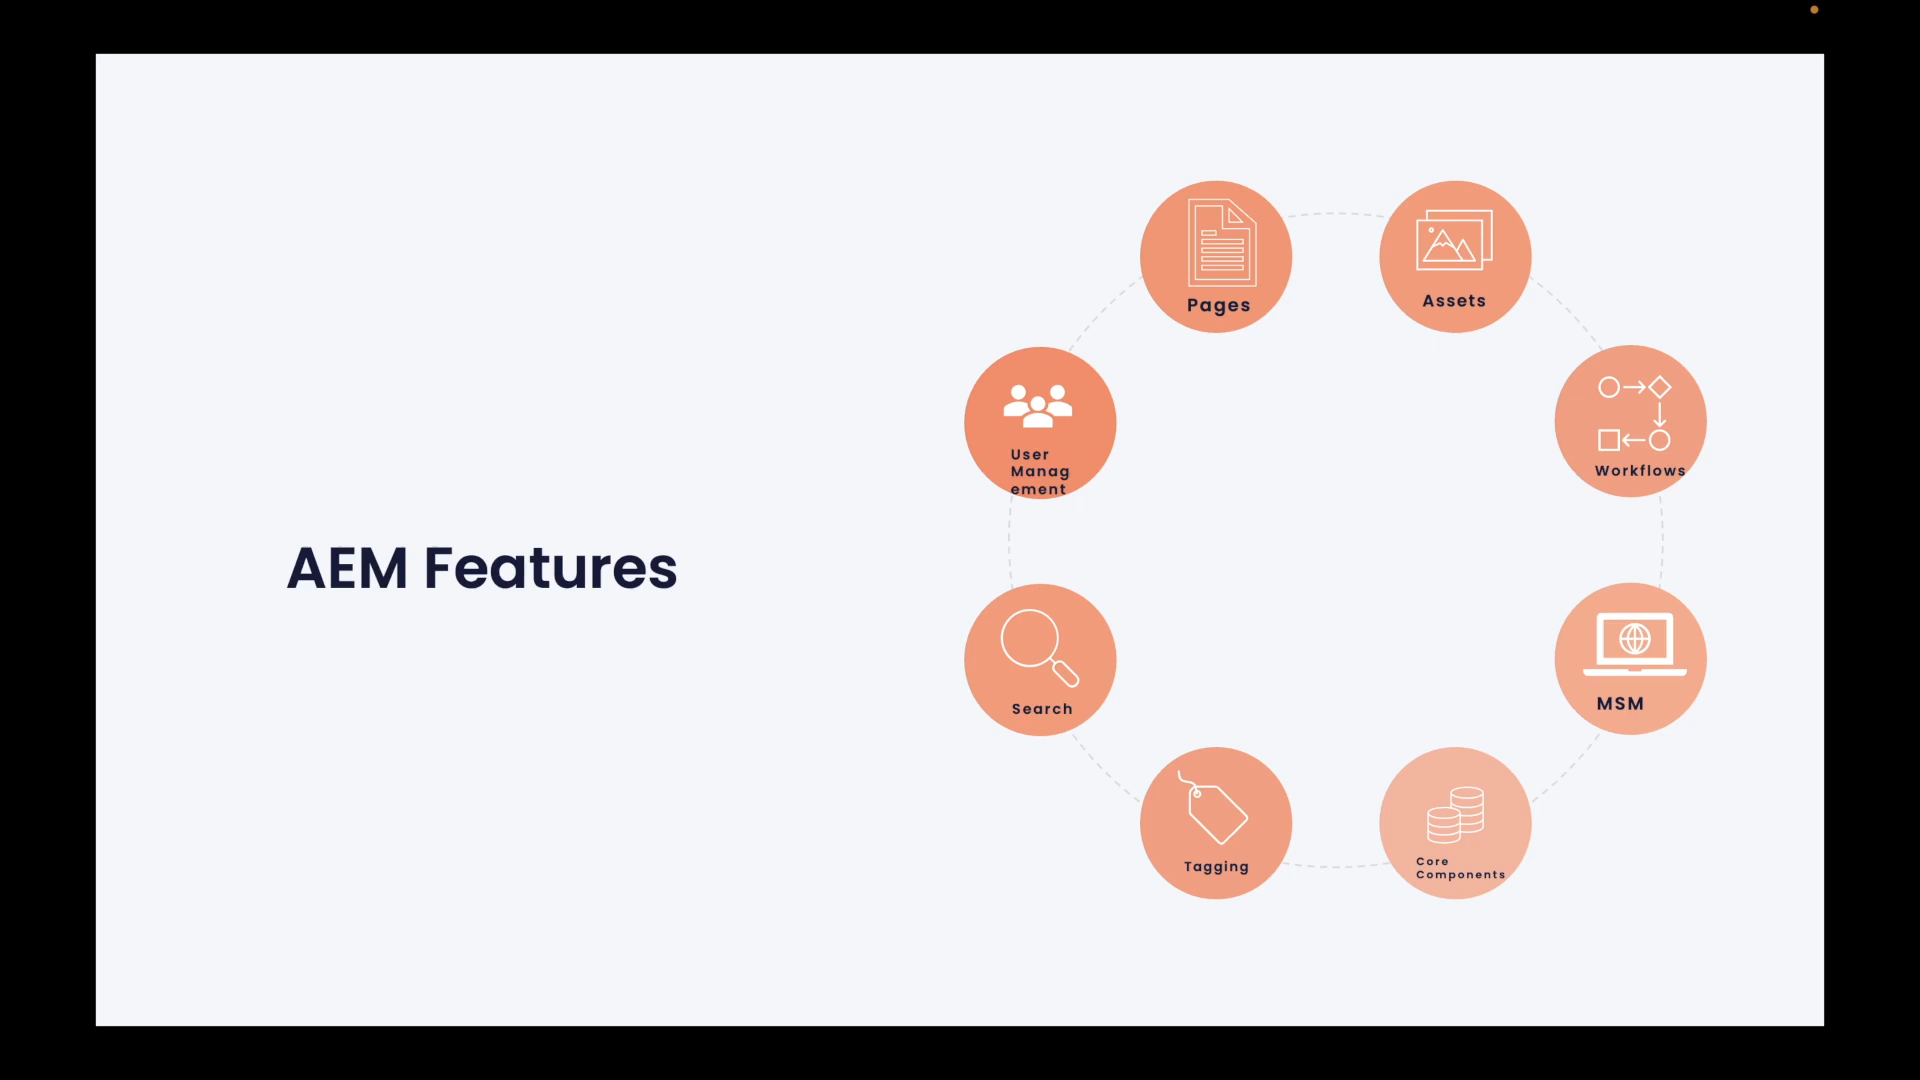 AEM Features
Pages
Assets
Workflows
MSM
Core
Components
Tagging
Search
User
Manag
ement